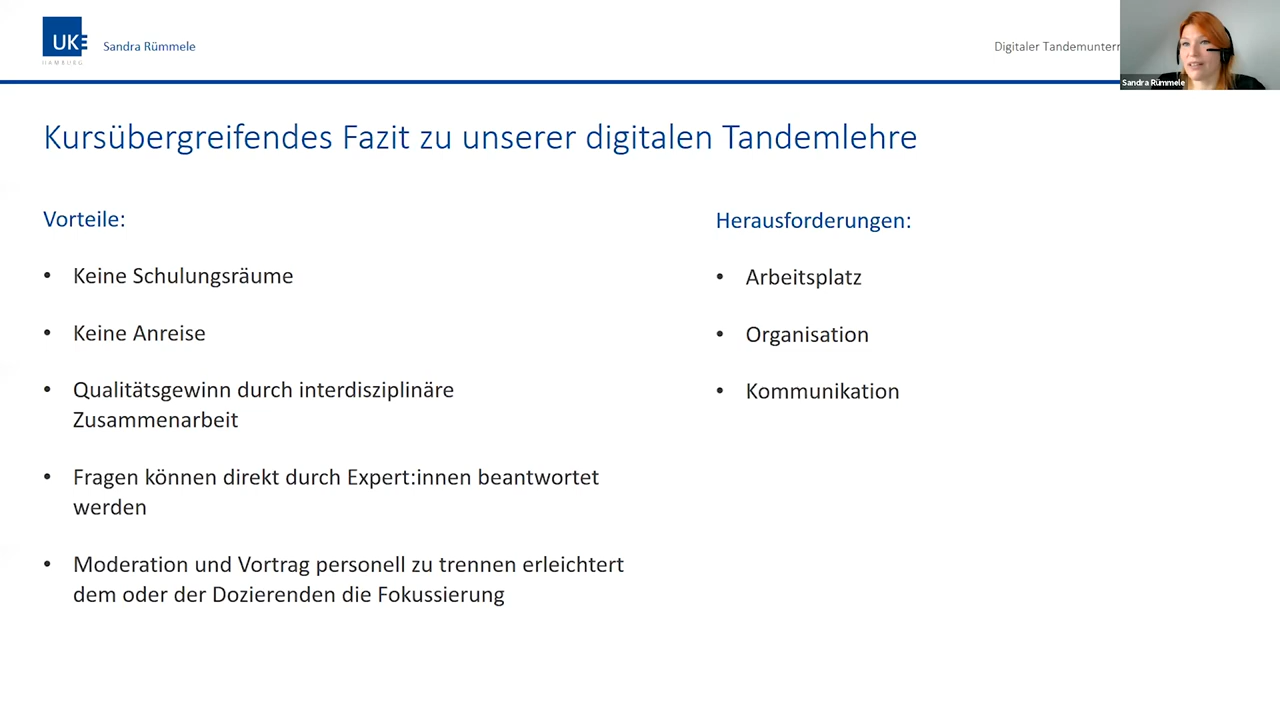 UKE
HAMBURG
Sandra Rümmele
Digitaler Tandemunterr
Sandra Rümmele
Kursübergreifendes Fazit zu unserer digitalen Tandemlehre
Vorteile:
• Keine Schulungsräume
• Keine Anreise
• Qualitätsgewinn durch interdisziplinäre
Zusammenarbeit
• Fragen können direkt durch Expert:innen beantwortet
werden
• Moderation und Vortrag personell zu trennen erleichtert
dem oder der Dozierenden die Fokussierung
Herausforderungen:
• Arbeitsplatz
• Organisation
• Kommunikation